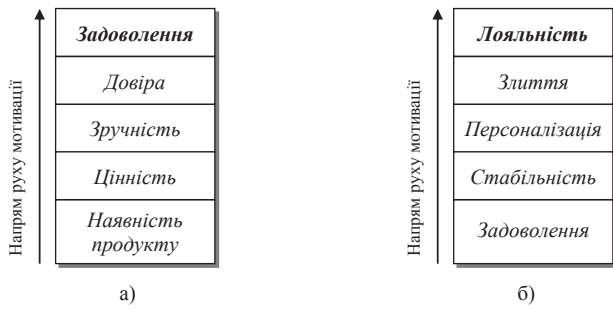 Напрям руху мотивації
Задоволення
Довіра
Зручність
Цінність
Наявність
продукту
а)
Напрям руху мотивації
Лояльність
Злиття
Персоналізація
Стабільність
Задоволення
б)